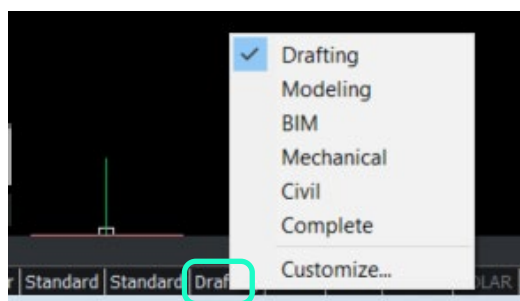 Drafting
Modeling
BIM
Mechanical
Civil
Complete
Customize...
r Standard Standard Draf OLAR